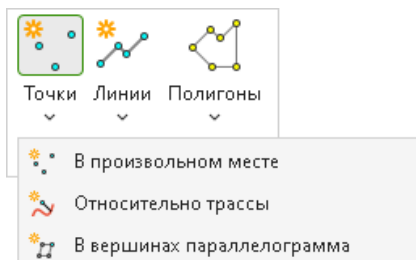 Точки Линии Полигоны
В произвольном месте
Относительно трассы
В вершинах параллелограмма